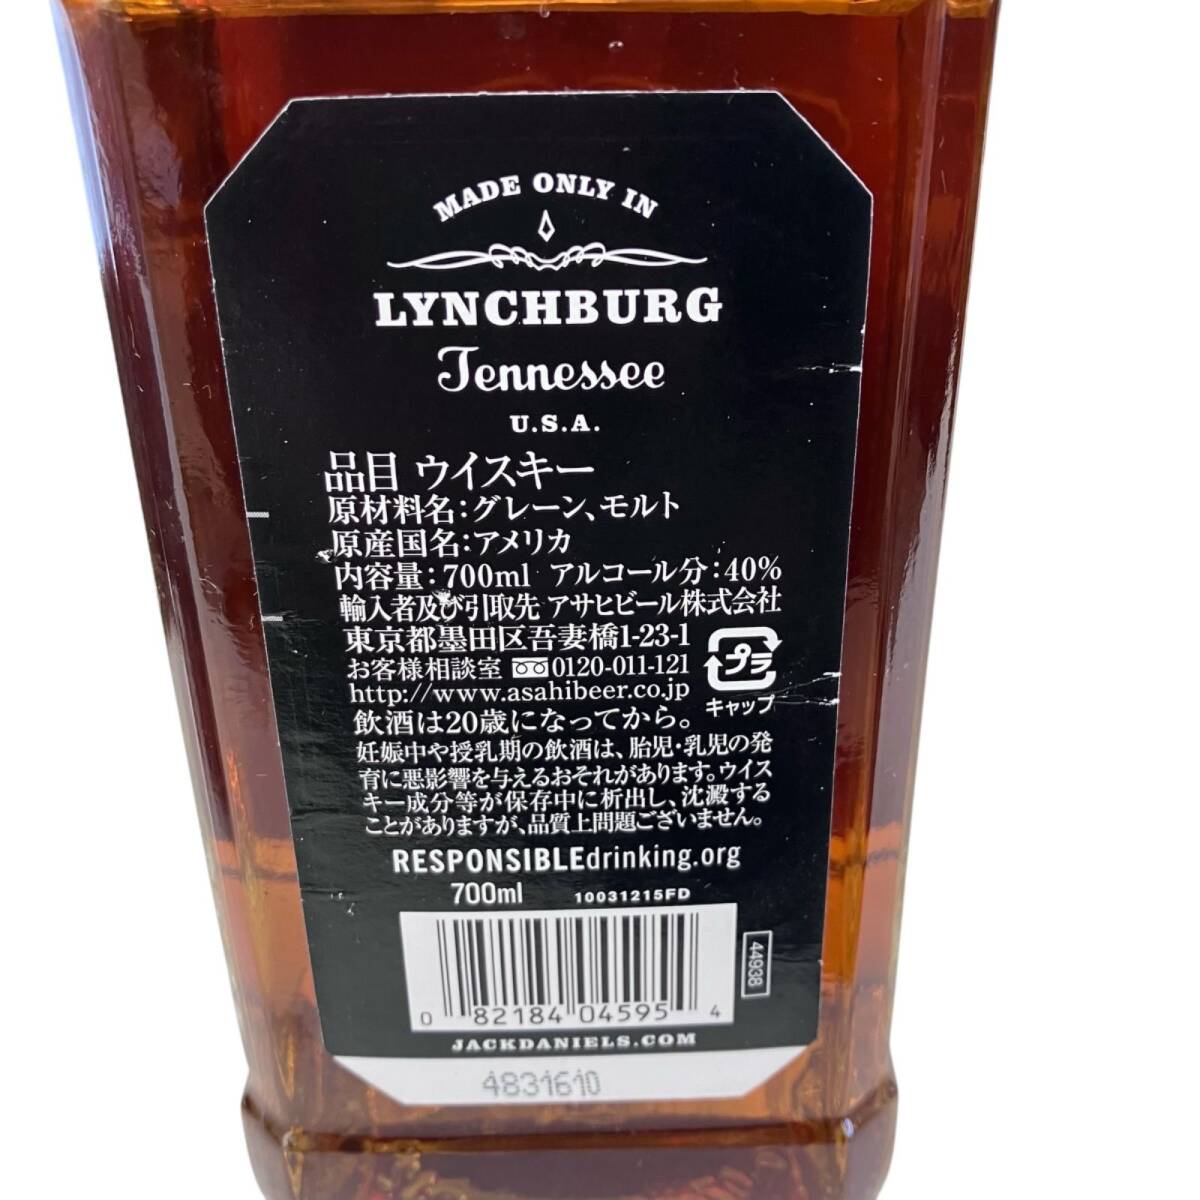 MADE ONLY IN
LYNCHBURG
Tennessee
U.S.A.
品目 ウイスキー
原材料名:グレーン、モルト
原産国名:アメリカ
内容量:700ml アルコール分:40%
輸入者及び引取先 アサヒビール株式会社
東京都墨田区吾妻橋1-23-1
お客様相談室 0120-011-121
http://www.asahibeer.co.jp
プラ
キャップ
飲酒は20歳になってから。
妊娠中や授乳期の飲酒は、胎児・乳児の発
育に悪影響を与えるおそれがあります。ウイス
キー成分等が保存中に析出し、沈澱する
ことがありますが、品質上問題ございません。
RESPONSIBLEdrinking.org
700ml 10031215FD
44938
0 82184 04595 4
JACKDANIELS.COM
4831610